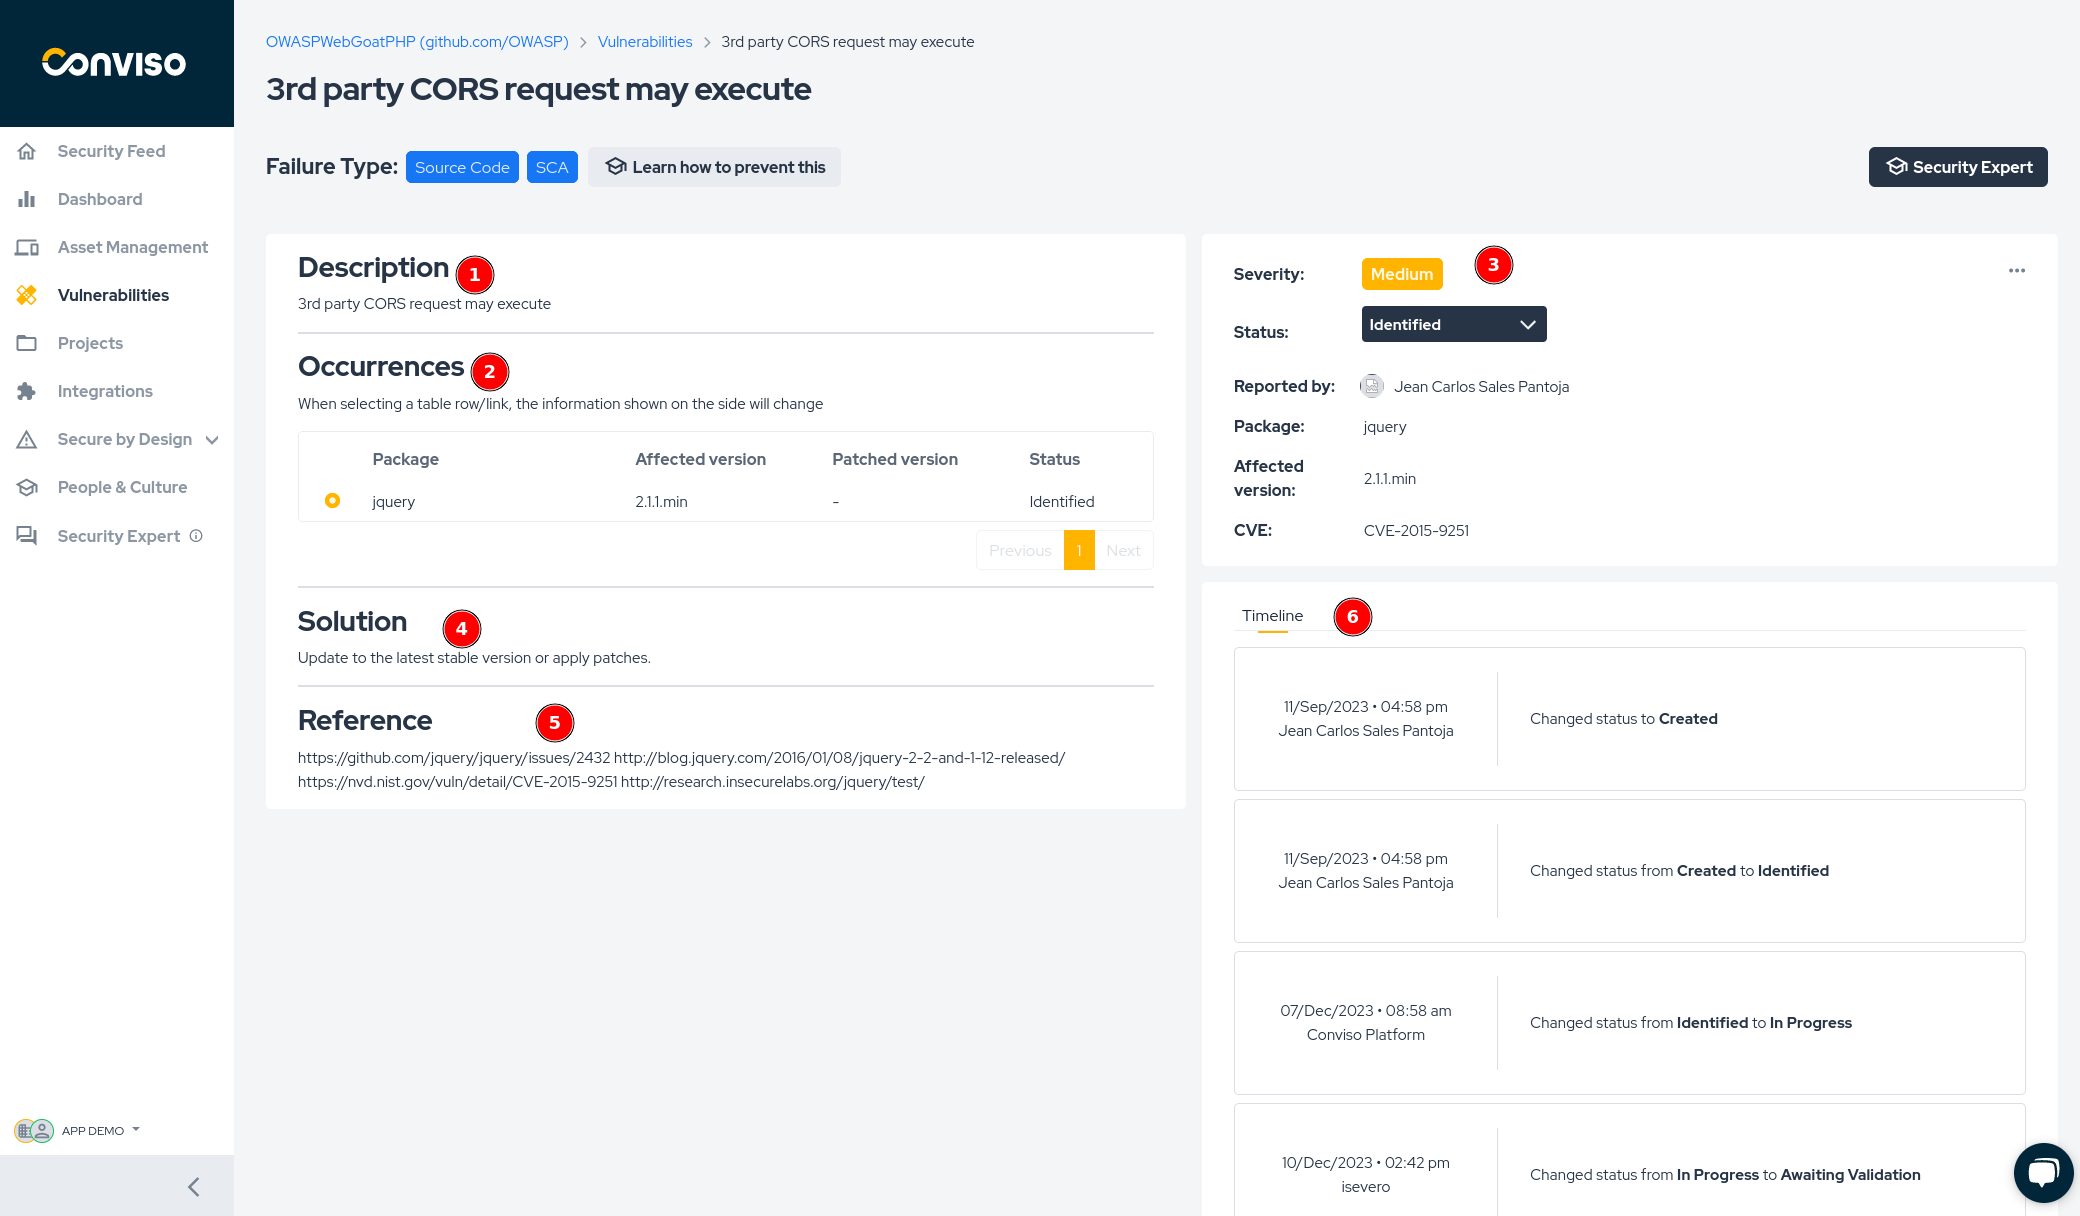 Conviso
Security Feed
Dashboard
Asset Management
Vulnerabilities
Projects
Integrations
Secure by Design
People & Culture
Security Expert
APP DEMO
OWASPWebGoatPHP (github.com/OWASP) > Vulnerabilities > 3rd party CORS request may execute
3rd party CORS request may execute
Failure Type: Source Code SCA Learn how to prevent this
Security Expert
Description 1
3rd party CORS request may execute
Occurrences 2
When selecting a table row/link, the information shown on the side will change
Package Affected version Patched version Status
jquery 2.1.1.min - Identified
Previous 1 Next
Solution 4
Update to the latest stable version or apply patches.
Reference 5
https://github.com/jquery/jquery/issues/2432 http://blog.jquery.com/2016/01/08/jquery-2-2-and-1-12-released/
https://nvd.nist.gov/vuln/detail/CVE-2015-9251 http://research.insecurelabs.org/jquery/test/
Severity: Medium 3
Status: Identified
Reported by: Jean Carlos Sales Pantoja
Package: jquery
Affected
version: 2.1.1.min
CVE: CVE-2015-9251
Timeline 6
11/Sep/2023 • 04:58 pm
Jean Carlos Sales Pantoja
Changed status to Created
11/Sep/2023 • 04:58 pm
Jean Carlos Sales Pantoja
Changed status from Created to Identified
07/Dec/2023 • 08:58 am
Conviso Platform
Changed status from Identified to In Progress
10/Dec/2023 • 02:42 pm
isevero
Changed status from In Progress to Awaiting Validation